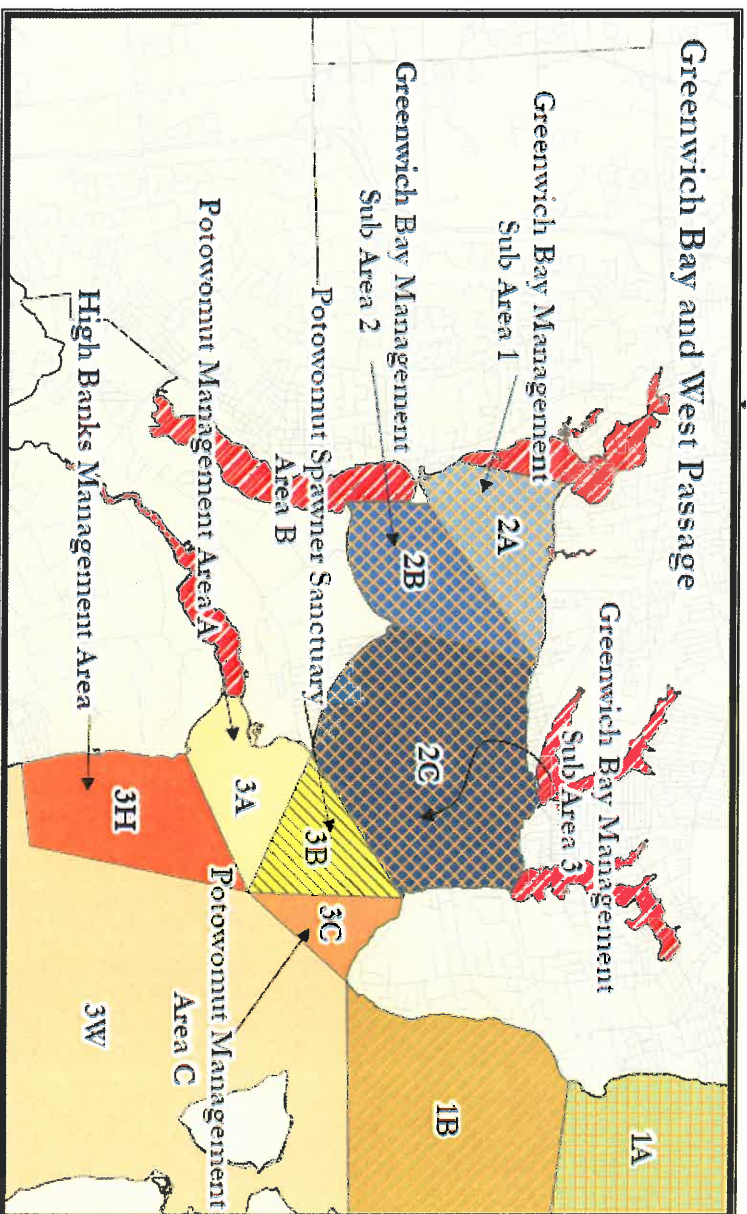 Greenwich Bay and West Passage
Greenwich Bay Management
Sub Area 1
Greenwich Bay Management
Sub Area 2
Greenwich Bay Management
Sub Area 3
Potowomut Spawner Sanctuary
Area B
Potowomut Management Area A
High Banks Management Area
Potowomut Management
Area C
1A
1B
2A
2B
2C
3A
3B
3C
3H
3W